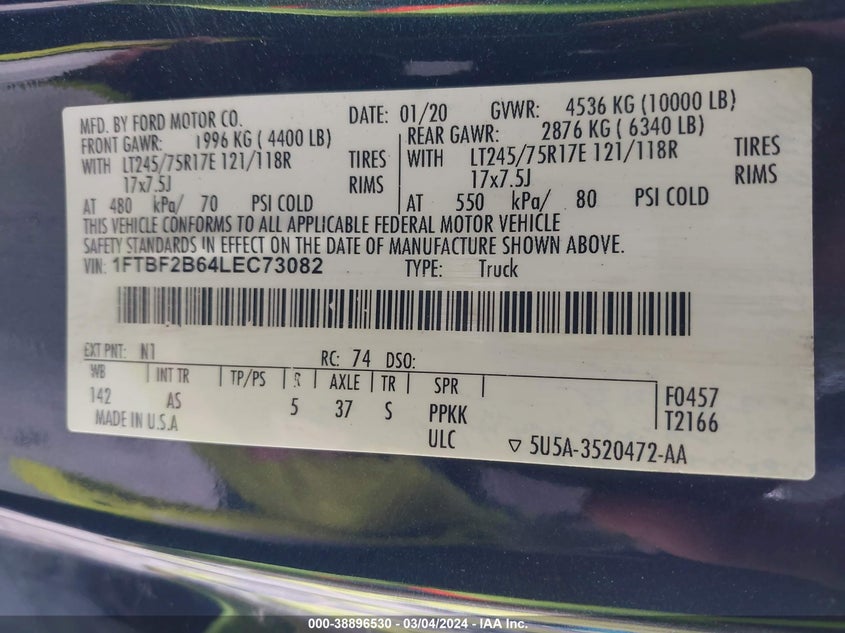 MFD. BY FORD MOTOR CO. DATE: 01/20 GVWR: 4536 KG (10000 LB)
FRONT GAWR: 1996 KG ( 4400 LB) REAR GAWR: 2876 KG ( 6340 LB)
WITH LT245/75R17E 121/118R TIRES WITH LT245/75R17E 121/118R TIRES
17x7.5J RIMS 17x7.5J RIMS
AT 480 kPa/ 70 PSI COLD AT 550 kPa/ 80 PSI COLD
THIS VEHICLE CONFORMS TO ALL APPLICABLE FEDERAL MOTOR VEHICLE
SAFETY STANDARDS IN EFFECT ON THE DATE OF MANUFACTURE SHOWN ABOVE.
VIN: 1FTBF2B64LEC73082 TYPE: Truck
EXT PNT: N1 RC: 74 DSO:
WB INT TR TP/PS R AXLE TR SPR
142 AS 5 37 S PPKK F0457
MADE IN U.S.A ULC T2166
5U5A-3520472-AA
000-38896530 - 03/04/2024 - IAA Inc.